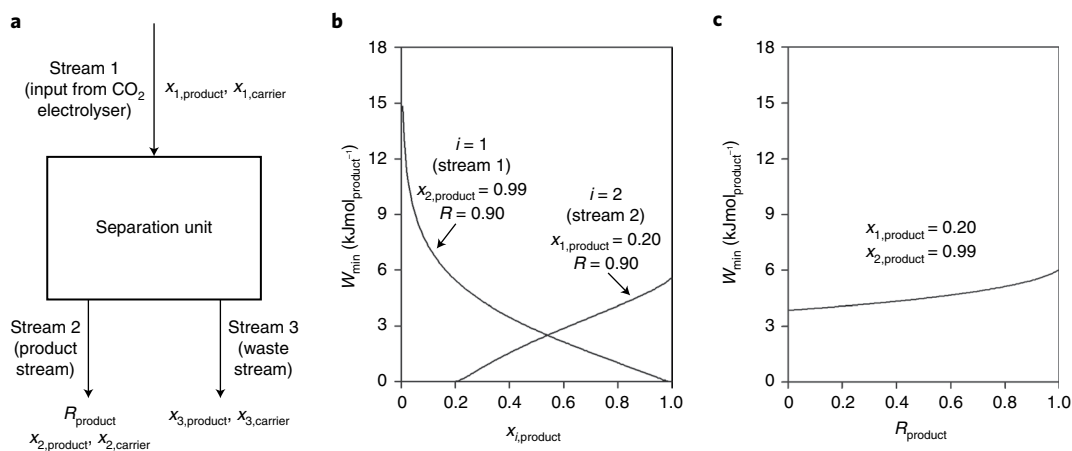 a
Stream 1
(input from CO₂
electrolyser)
x₁,product, x₁,carrier
Separation unit
Stream 2
(product
stream)
Stream 3
(waste
stream)
Rproduct
x₂,product, x₂,carrier
x₃,product, x₃,carrier
b
Wmin (kJmolproduct⁻¹)
18
15
12
9
6
3
0
i = 1
(stream 1)
x₂,product = 0.99
R = 0.90
i = 2
(stream 2)
x₁,product = 0.20
R = 0.90
0 0.2 0.4 0.6 0.8 1.0
xi,product
c
Wmin (kJmolproduct⁻¹)
18
15
12
9
6
3
0
x₁,product = 0.20
x₂,product = 0.99
0 0.2 0.4 0.6 0.8 1.0
Rproduct